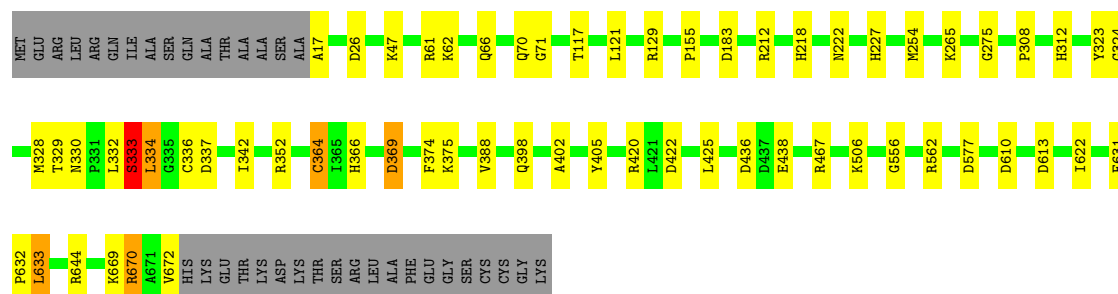 MET GLU ARG LEU ARG GLN ILE ALA SER GLN ALA THR ALA ALA SER ALA A17 D26 K47 R61 K62 Q66 Q70 G71 T117 L121 R129 P155 D183 R212 H218 N222 H227 M254 K265 G275 P308 H312 Y323
M328 T329 N330 P331 L332 S333 L334 G335 C336 D337 I342 R352 C364 I365 H366 D369 F374 K375 V388 Q398 A402 Y405 R420 L421 D422 L425 D436 D437 E438 R467 K506 G556 R562 D577 D610 D613 I622
P632 L633 R644 K669 R670 A671 V672 HIS LYS GLU THR LYS ASP LYS THR SER ARG LEU ALA PHE GLU GLY SER CYS CYS GLY LYS